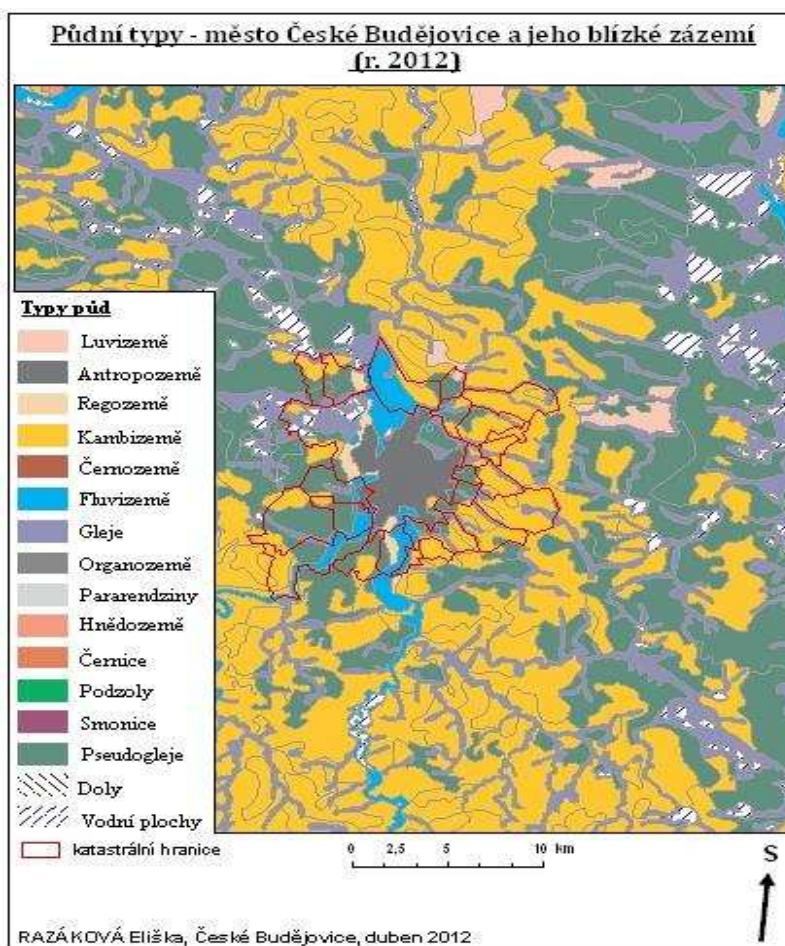 Půdní typy - město České Budějovice a jeho blízké zázemí
(r. 2012)
Typy půd
Luvizemě
Antropozemě
Regozemě
Kambizemě
Černozemě
Fluvizemě
Gleje
Organozemě
Pararendziny
Hnědozemě
Černice
Podzoly
Smonice
Pseudogleje
Doly
Vodní plochy
katastrální hranice
0 2,5 5 10 km
S
RAZÁKOVÁ Eliška, České Budějovice, duben 2012